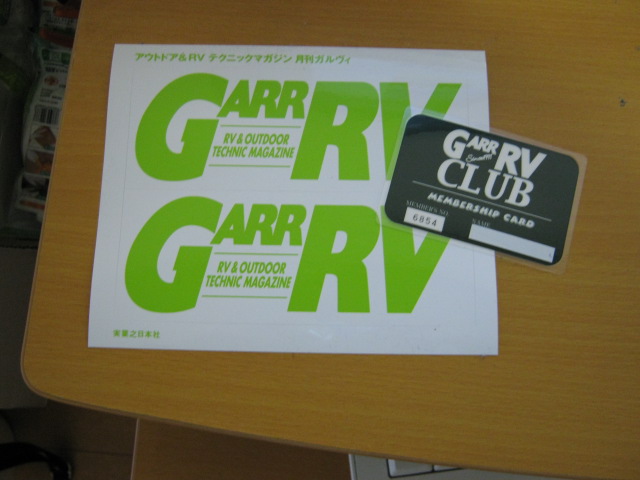 アウトドア&RV テクニックマガジン 月刊ガルヴィ
GARRRV
RV & OUTDOOR
TECHNIC MAGAZINE
GARRRV
RV & OUTDOOR
TECHNIC MAGAZINE
実業之日本社
GARRRV
CLUB
MEMBERSHIP CARD
MEMBER'S NO.
NAME
6854